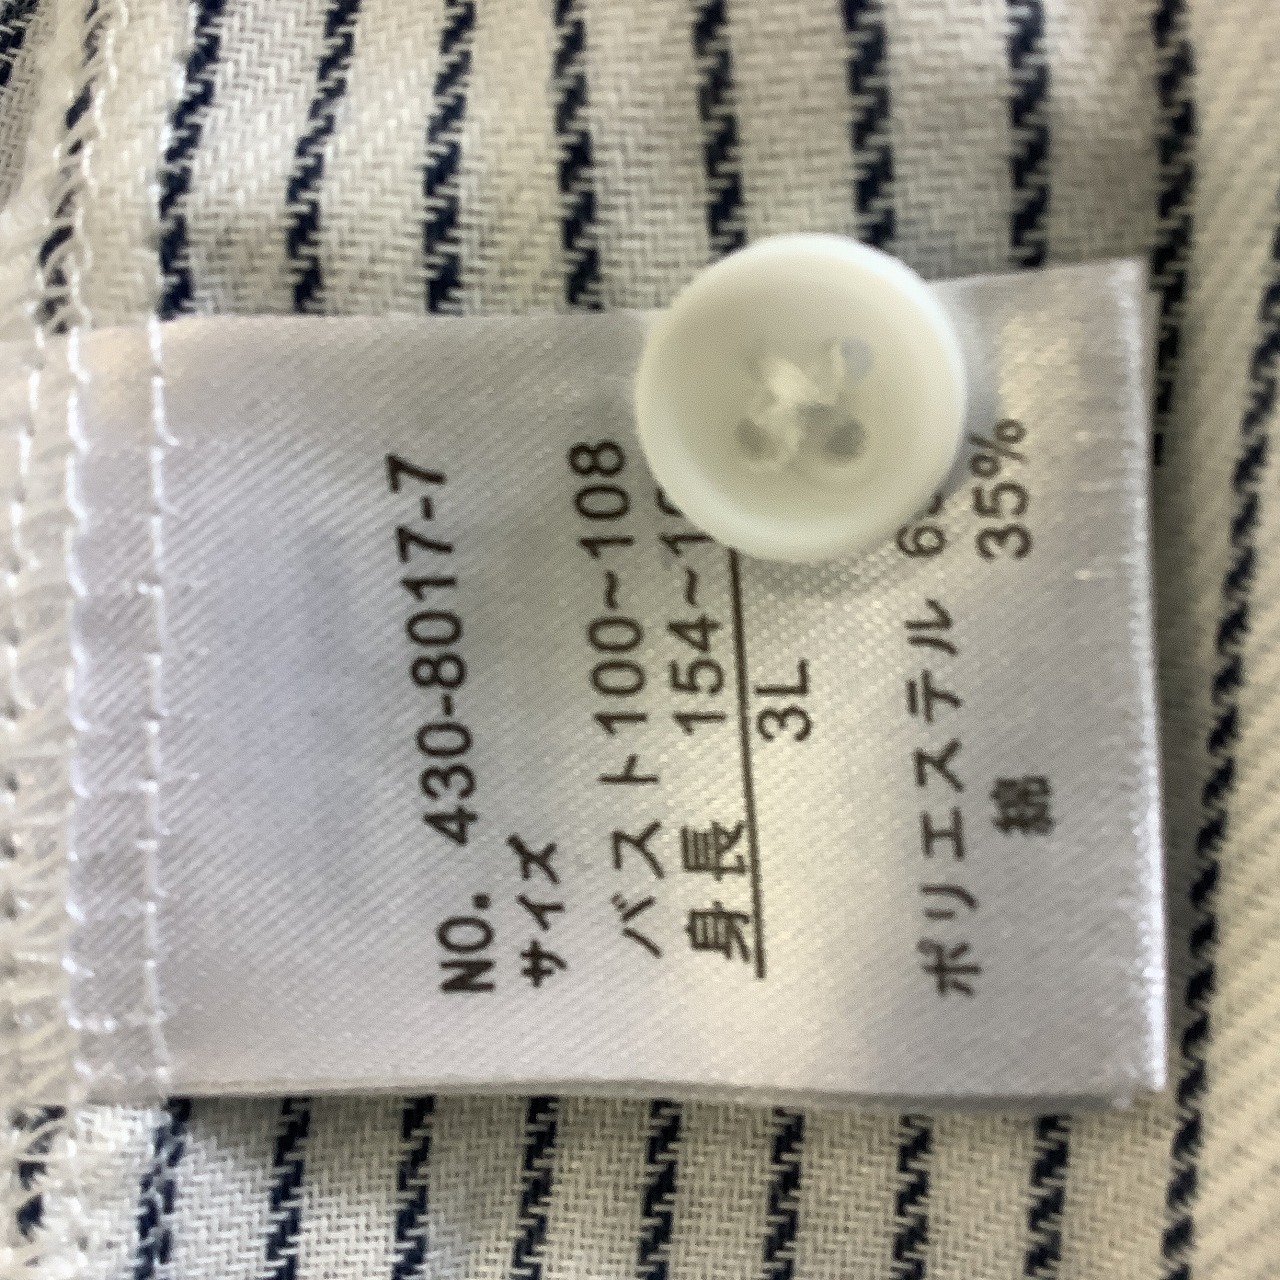 NO. 430-8017-7
サイズ
バスト100~108
身長 154~1
3L
ポリエステル 6
綿 35%